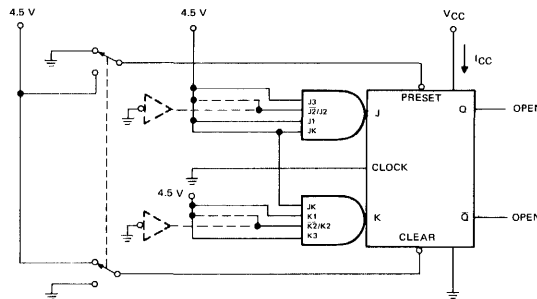 4.5 V
4.5 V
VCC
ICC
PRESET
J3
J2/J2
J1
JK
J
Q
OPEN
CLOCK
4.5 V
JK
K1
K2/K2
K3
K
Q
OPEN
CLEAR